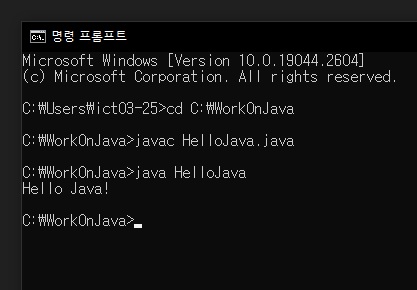 명령 프롬프트
Microsoft Windows [Version 10.0.19044.2604]
(c) Microsoft Corporation. All rights reserved.
C:₩Users₩ict03-25>cd C:₩WorkOnJava
C:₩WorkOnJava>javac HelloJava.java
C:₩WorkOnJava>java HelloJava
Hello Java!
C:₩WorkOnJava>